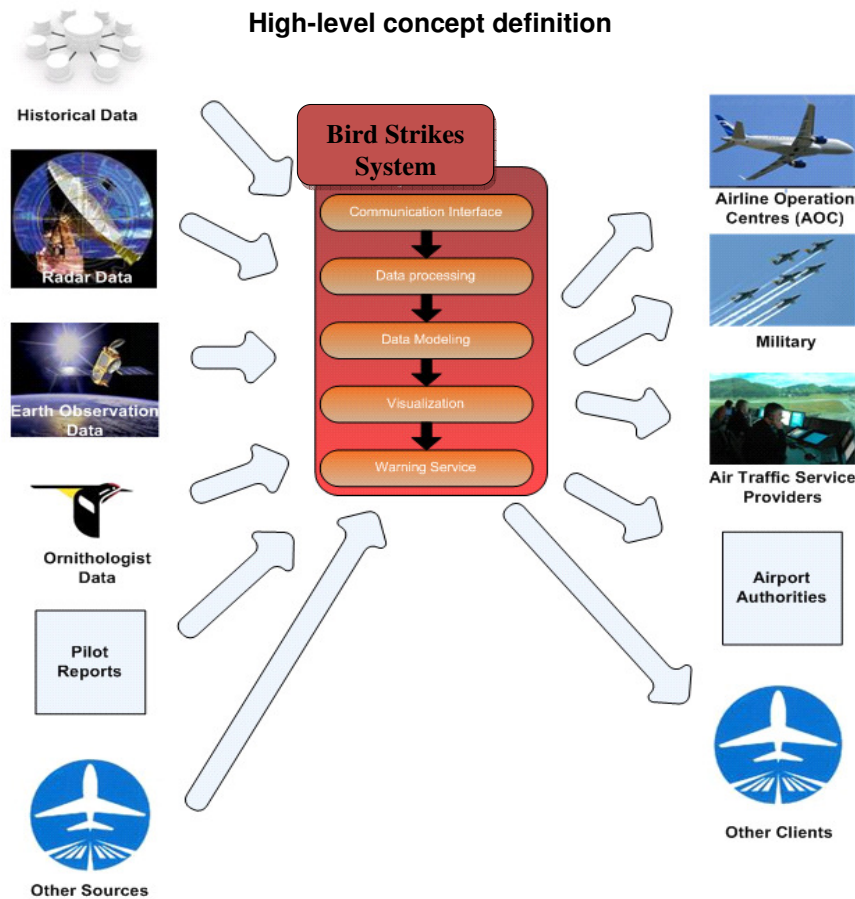 High-level concept definition
Historical Data
Radar Data
Earth Observation
Data
Ornithologist
Data
Pilot
Reports
Other Sources
Bird Strikes
System
Communication Interface
Data processing
Data Modeling
Visualization
Warning Service
Airline Operation
Centres (AOC)
Military
Air Traffic Service
Providers
Airport
Authorities
Other Clients